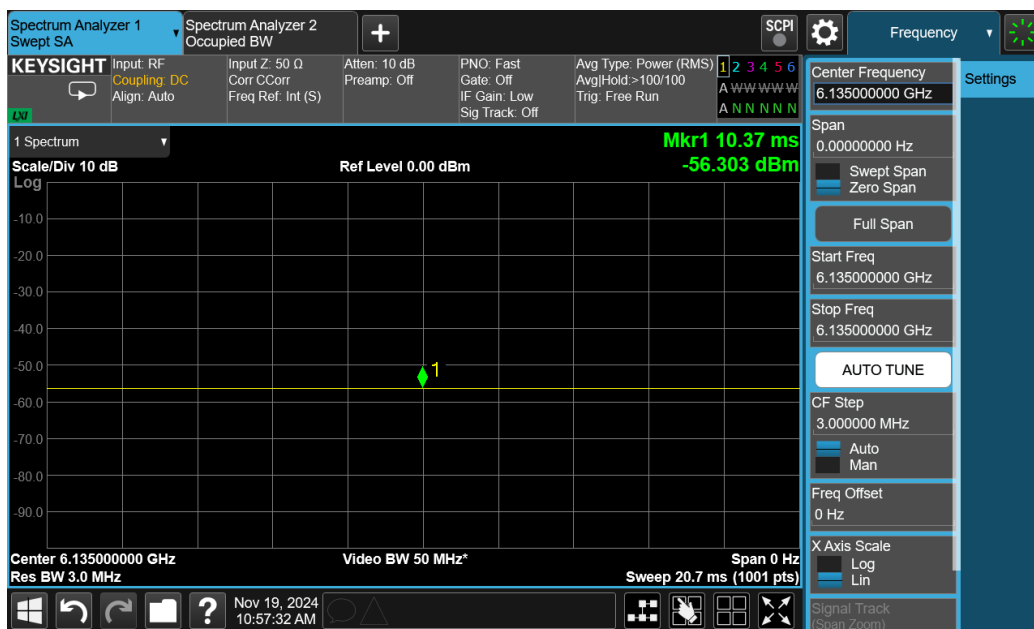 Spectrum Analyzer 1
Swept SA
Spectrum Analyzer 2
Occupied BW
SCPI
Frequency
KEYSIGHT
LXI
Input: RF
Coupling: DC
Align: Auto
Input Z: 50 Ω
Corr CCorr
Freq Ref: Int (S)
Atten: 10 dB
Preamp: Off
PNO: Fast
Gate: Off
IF Gain: Low
Sig Track: Off
Avg Type: Power (RMS)
Avg|Hold:>100/100
Trig: Free Run
1 2 3 4 5 6
A W W W W W
A N N N N N
1 Spectrum
Scale/Div 10 dB
Ref Level 0.00 dBm
Mkr1 10.37 ms
-56.303 dBm
Log
-10.0
-20.0
-30.0
-40.0
-50.0
-60.0
-70.0
-80.0
-90.0
1
Center 6.135000000 GHz
Res BW 3.0 MHz
Video BW 50 MHz*
Span 0 Hz
Sweep 20.7 ms (1001 pts)
Center Frequency
6.135000000 GHz
Span
0.00000000 Hz
Swept Span
Zero Span
Full Span
Start Freq
6.135000000 GHz
Stop Freq
6.135000000 GHz
AUTO TUNE
CF Step
3.000000 MHz
Auto
Man
Freq Offset
0 Hz
X Axis Scale
Log
Lin
Signal Track
(Span Zoom)
Settings
?
Nov 19, 2024
10:57:32 AM